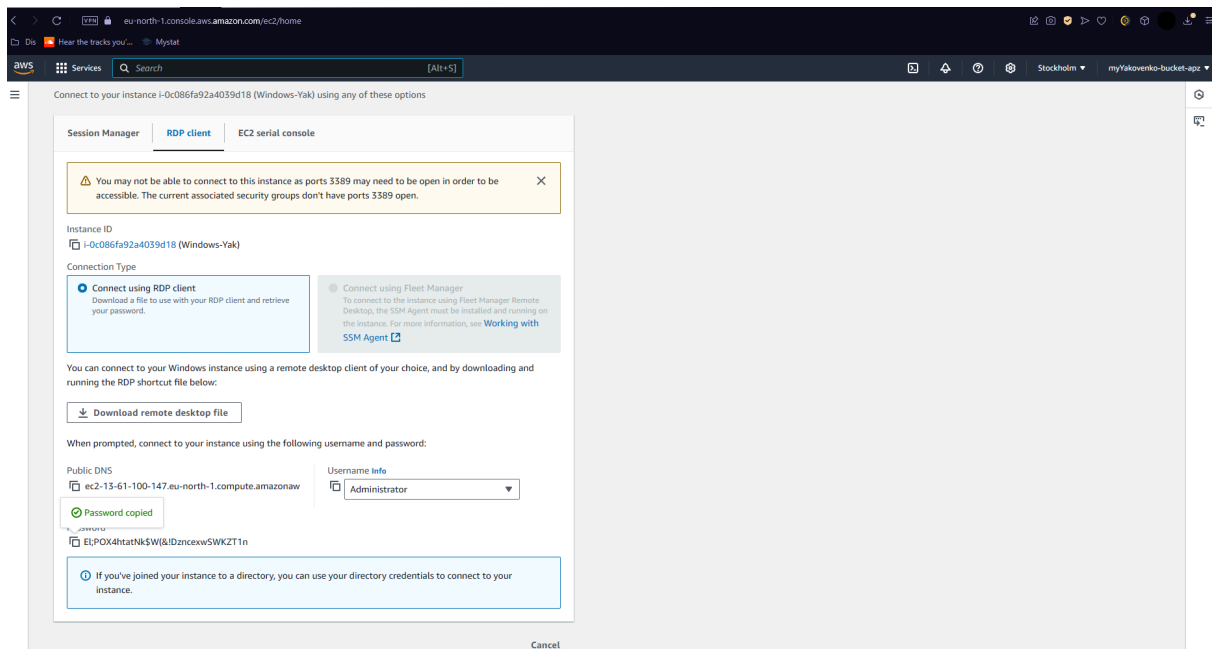 VPN eu-north-1.console.aws.amazon.com/ec2/home
Dis Hear the tracks you'... Mystat
aws Services Search [Alt+S] Stockholm myYakovenko-bucket-apz
Connect to your instance i-0c086fa92a4039d18 (Windows-Yak) using any of these options
Session Manager RDP client EC2 serial console
You may not be able to connect to this instance as ports 3389 may need to be open in order to be
accessible. The current associated security groups don't have ports 3389 open.
Instance ID
i-0c086fa92a4039d18 (Windows-Yak)
Connection Type
Connect using RDP client
Download a file to use with your RDP client and retrieve
your password.
Connect using Fleet Manager
To connect to the instance using Fleet Manager Remote
Desktop, the SSM Agent must be installed and running on
the instance. For more information, see Working with
SSM Agent
You can connect to your Windows instance using a remote desktop client of your choice, and by downloading and
running the RDP shortcut file below:
Download remote desktop file
When prompted, connect to your instance using the following username and password:
Public DNS
ec2-13-61-100-147.eu-north-1.compute.amazonaw
Username Info
Administrator
Password copied
Password
El;POX4htatNk$W(&!DzncexwSWKZT1n
If you've joined your instance to a directory, you can use your directory credentials to connect to your
instance.
Cancel